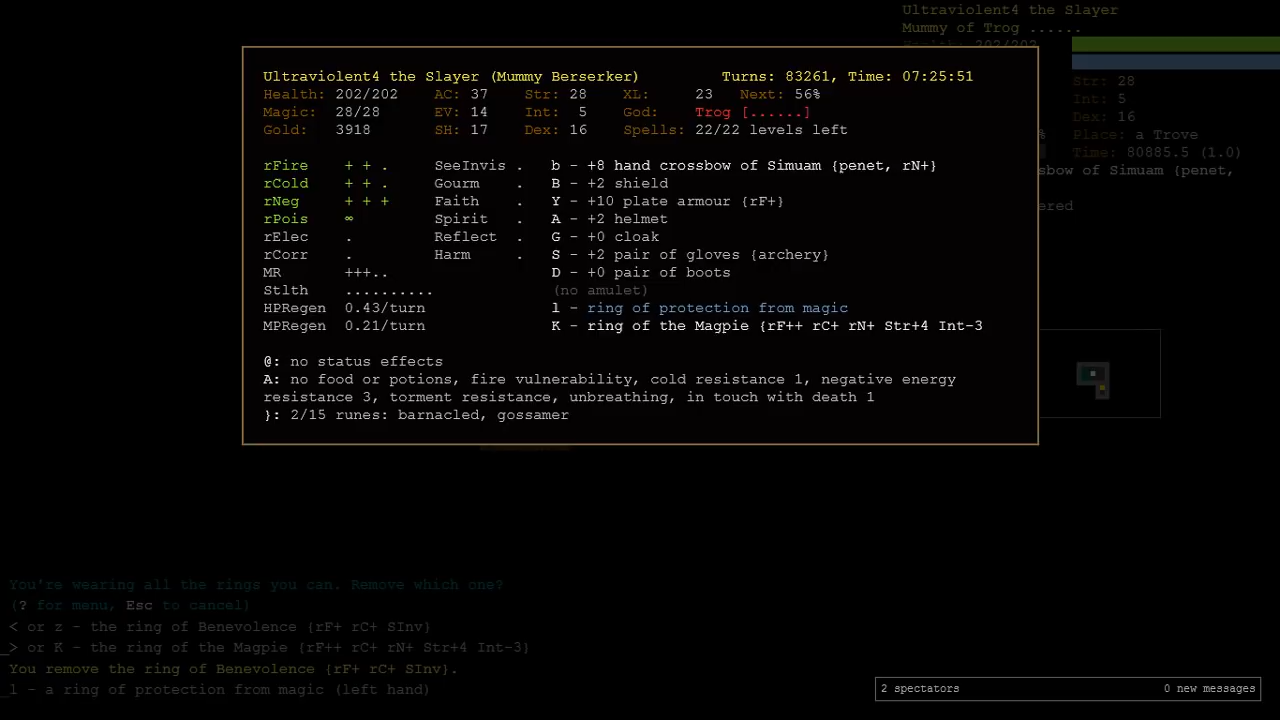 Ultraviolent4 the Slayer
Mummy of Trog ......
Health: 202/202
Str: 28
Int: 5
Dex: 16
Place: a Trove
Time: 80885.5 (1.0)
sbow of Simuam {penet,
ered
Ultraviolent4 the Slayer (Mummy Berserker) Turns: 83261, Time: 07:25:51
Health: 202/202 AC: 37 Str: 28 XL: 23 Next: 56%
Magic: 28/28 EV: 14 Int: 5 God: Trog [......]
Gold: 3918 SH: 17 Dex: 16 Spells: 22/22 levels left
rFire + + . SeeInvis . b - +8 hand crossbow of Simuam {penet, rN+}
rCold + + . Gourm . B - +2 shield
rNeg + + + Faith . Y - +10 plate armour {rF+}
rPois ∞ Spirit . A - +2 helmet
rElec . Reflect . G - +0 cloak
rCorr . Harm . S - +2 pair of gloves {archery}
MR +++.. D - +0 pair of boots
Stlth .......... (no amulet)
HPRegen 0.43/turn l - ring of protection from magic
MPRegen 0.21/turn K - ring of the Magpie {rF++ rC+ rN+ Str+4 Int-3
@: no status effects
A: no food or potions, fire vulnerability, cold resistance 1, negative energy
resistance 3, torment resistance, unbreathing, in touch with death 1
}: 2/15 runes: barnacled, gossamer
You're wearing all the rings you can. Remove which one?
(? for menu, Esc to cancel)
< or z - the ring of Benevolence {rF+ rC+ SInv}
_> or K - the ring of the Magpie {rF++ rC+ rN+ Str+4 Int-3}
You remove the ring of Benevolence {rF+ rC+ SInv}.
_l - a ring of protection from magic (left hand)
2 spectators 0 new messages